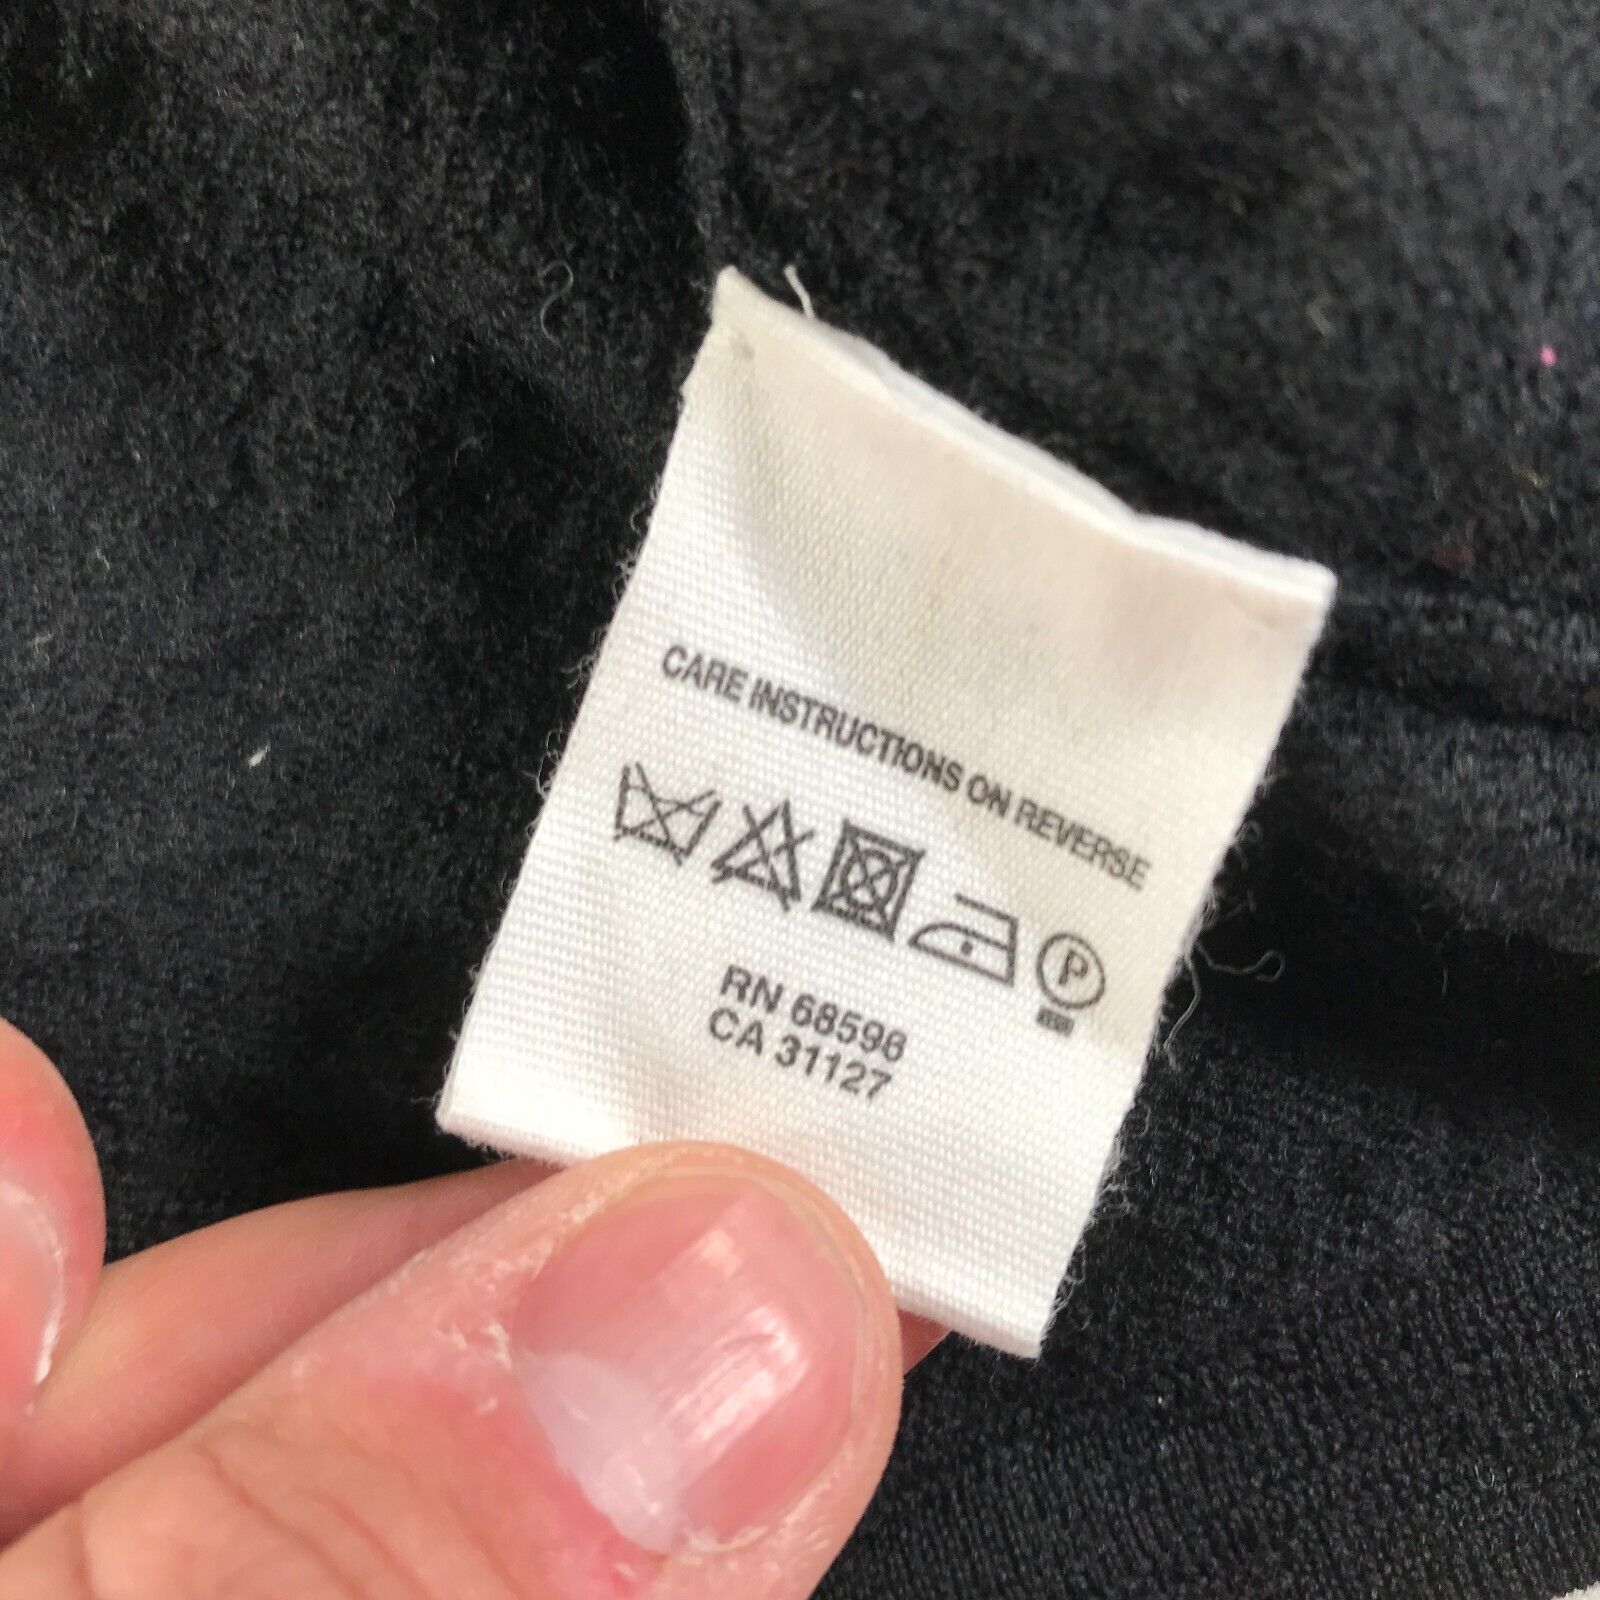 CARE INSTRUCTIONS ON REVERSE
P
RN 68596
CA 31127